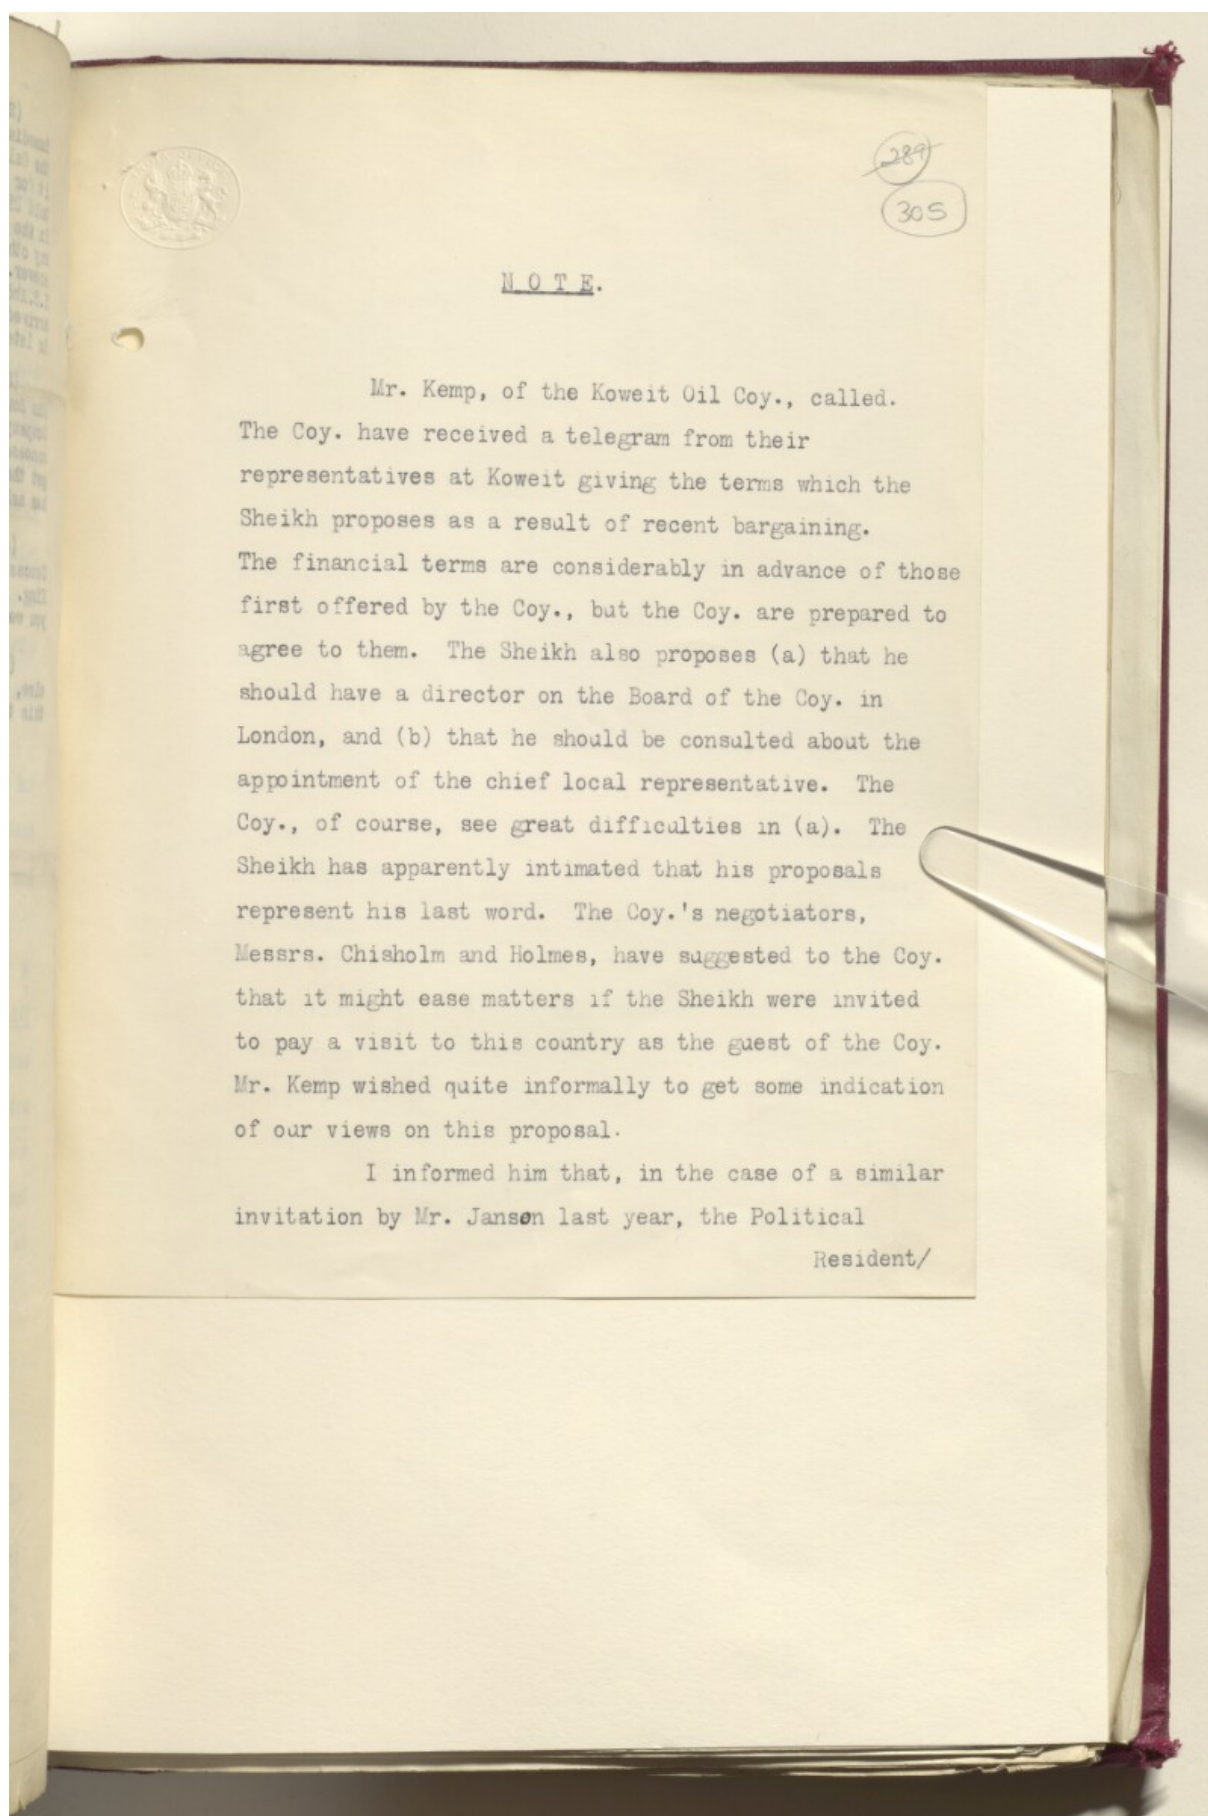 289
305
NOTE.
Mr. Kemp, of the Koweit Oil Coy., called.
The Coy. have received a telegram from their
representatives at Koweit giving the terms which the
Sheikh proposes as a result of recent bargaining.
The financial terms are considerably in advance of those
first offered by the Coy., but the Coy. are prepared to
agree to them. The Sheikh also proposes (a) that he
should have a director on the Board of the Coy. in
London, and (b) that he should be consulted about the
appointment of the chief local representative. The
Coy., of course, see great difficulties in (a). The
Sheikh has apparently intimated that his proposals
represent his last word. The Coy.'s negotiators,
Messrs. Chisholm and Holmes, have suggested to the Coy.
that it might ease matters if the Sheikh were invited
to pay a visit to this country as the guest of the Coy.
Mr. Kemp wished quite informally to get some indication
of our views on this proposal.
I informed him that, in the case of a similar
invitation by Mr. Janson last year, the Political
Resident/